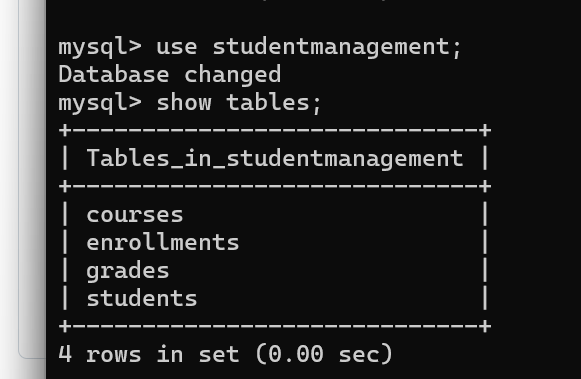 mysql> use studentmanagement;
Database changed
mysql> show tables;
+-----------------------------+
| Tables_in_studentmanagement |
+-----------------------------+
| courses                     |
| enrollments                 |
| grades                      |
| students                    |
+-----------------------------+
4 rows in set (0.00 sec)